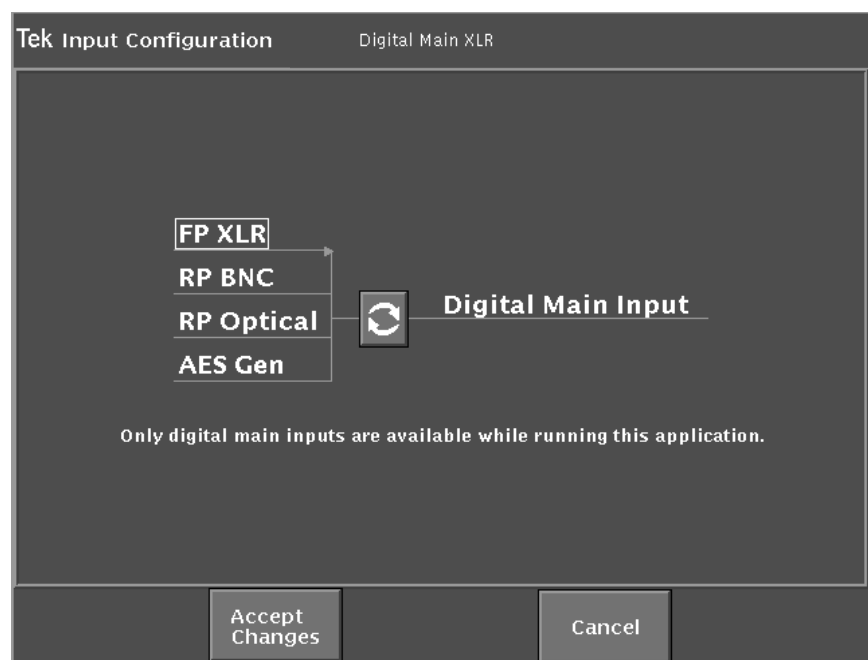 Tek Input Configuration
Digital Main XLR
FP XLR
RP BNC
RP Optical
AES Gen
Digital Main Input
Only digital main inputs are available while running this application.
Accept
Changes
Cancel